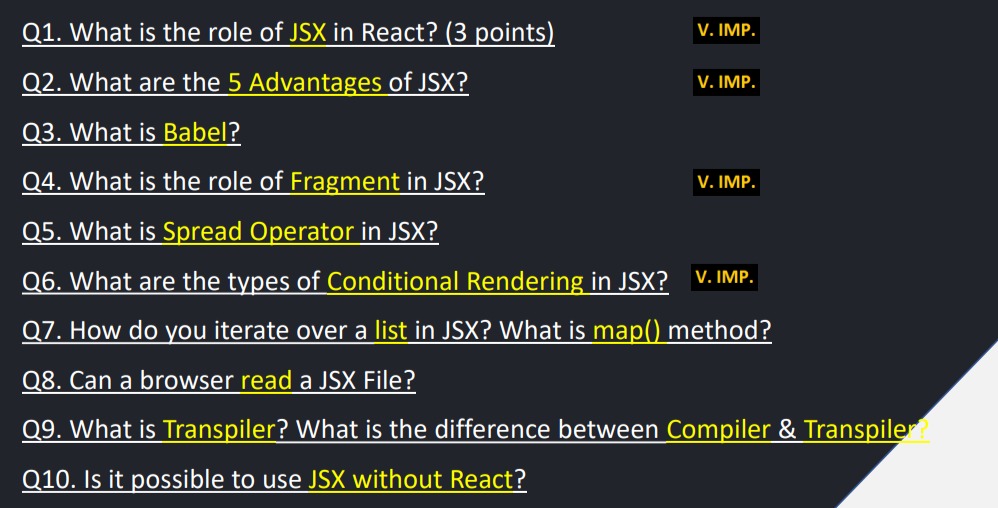 Q1. What is the role of JSX in React? (3 points) V. IMP.
Q2. What are the 5 Advantages of JSX? V. IMP.
Q3. What is Babel?
Q4. What is the role of Fragment in JSX? V. IMP.
Q5. What is Spread Operator in JSX?
Q6. What are the types of Conditional Rendering in JSX? V. IMP.
Q7. How do you iterate over a list in JSX? What is map() method?
Q8. Can a browser read a JSX File?
Q9. What is Transpiler? What is the difference between Compiler & Transpiler?
Q10. Is it possible to use JSX without React?